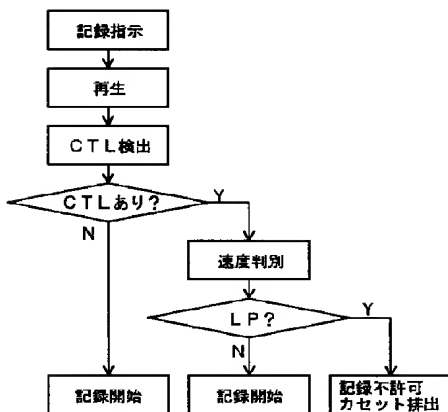 記録指示
再生
CTL検出
CTLあり?
Y
N
速度判別
LP?
Y
N
記録開始
記録開始
記録不許可
カセット排出